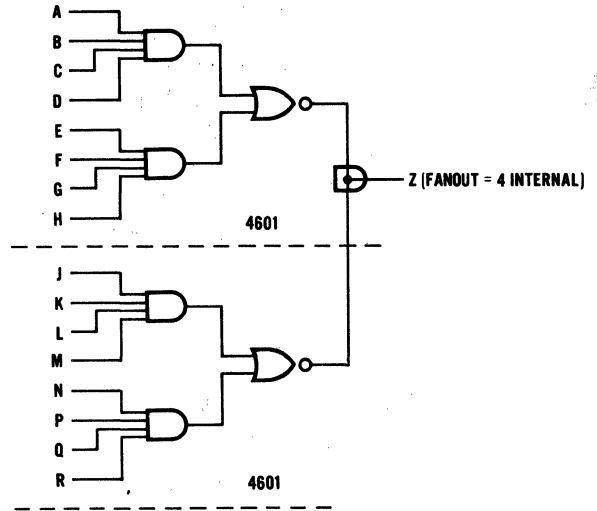 A
B
C
D
E
F
G
H
Z (FANOUT = 4 INTERNAL)
4601
J
K
L
M
N
P
Q
R
4601